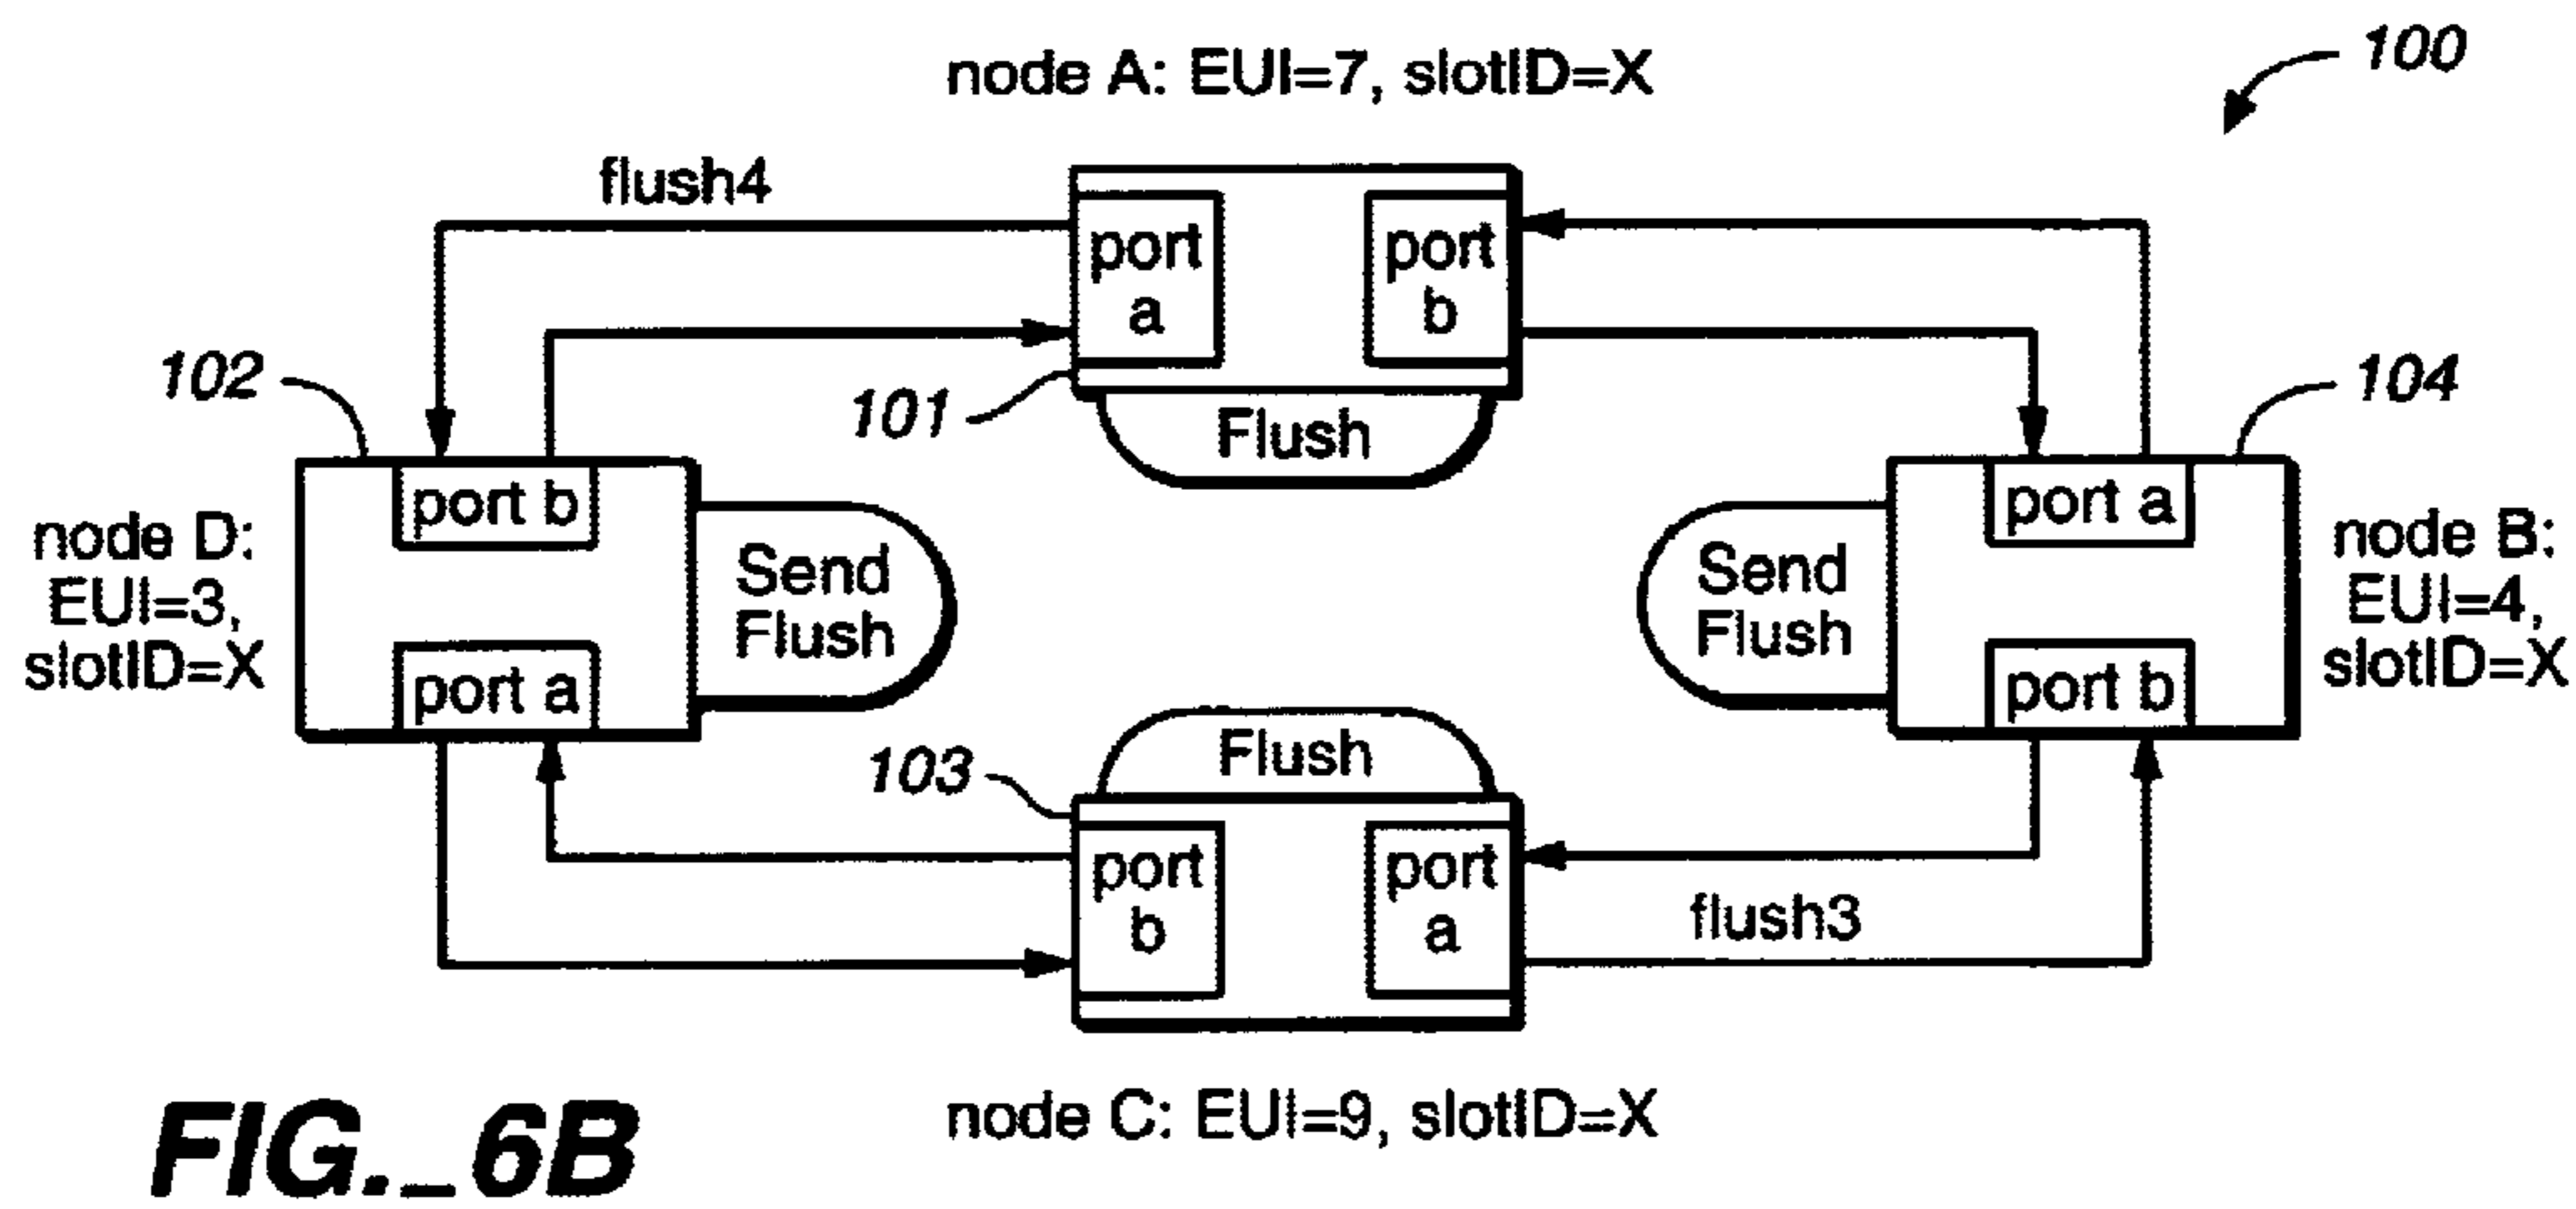 100
node A: EUI=7, slotID=X
flush4
port
a
port
b
102
101
104
Flush
port b
port a
node D:
EUI=3,
slotID=X
Send
Flush
Send
Flush
node B:
EUI=4,
slotID=X
port a
port b
103
Flush
port
b
port
a
flush3
node C: EUI=9, slotID=X
FIG._6B